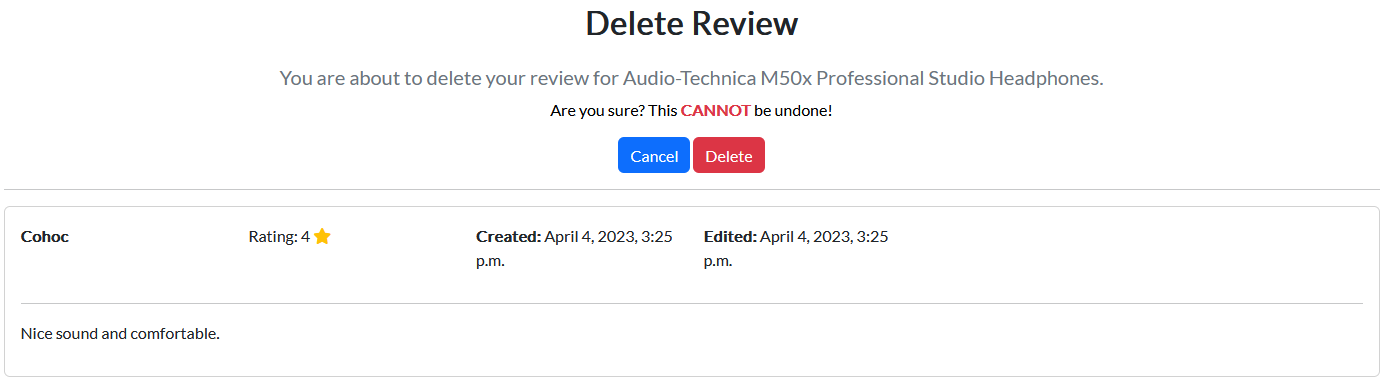 Delete Review
You are about to delete your review for Audio-Technica M50x Professional Studio Headphones.
Are you sure? This CANNOT be undone!
Cancel Delete
Cohoc Rating: 4 Created: April 4, 2023, 3:25 Edited: April 4, 2023, 3:25
p.m. p.m.
Nice sound and comfortable.